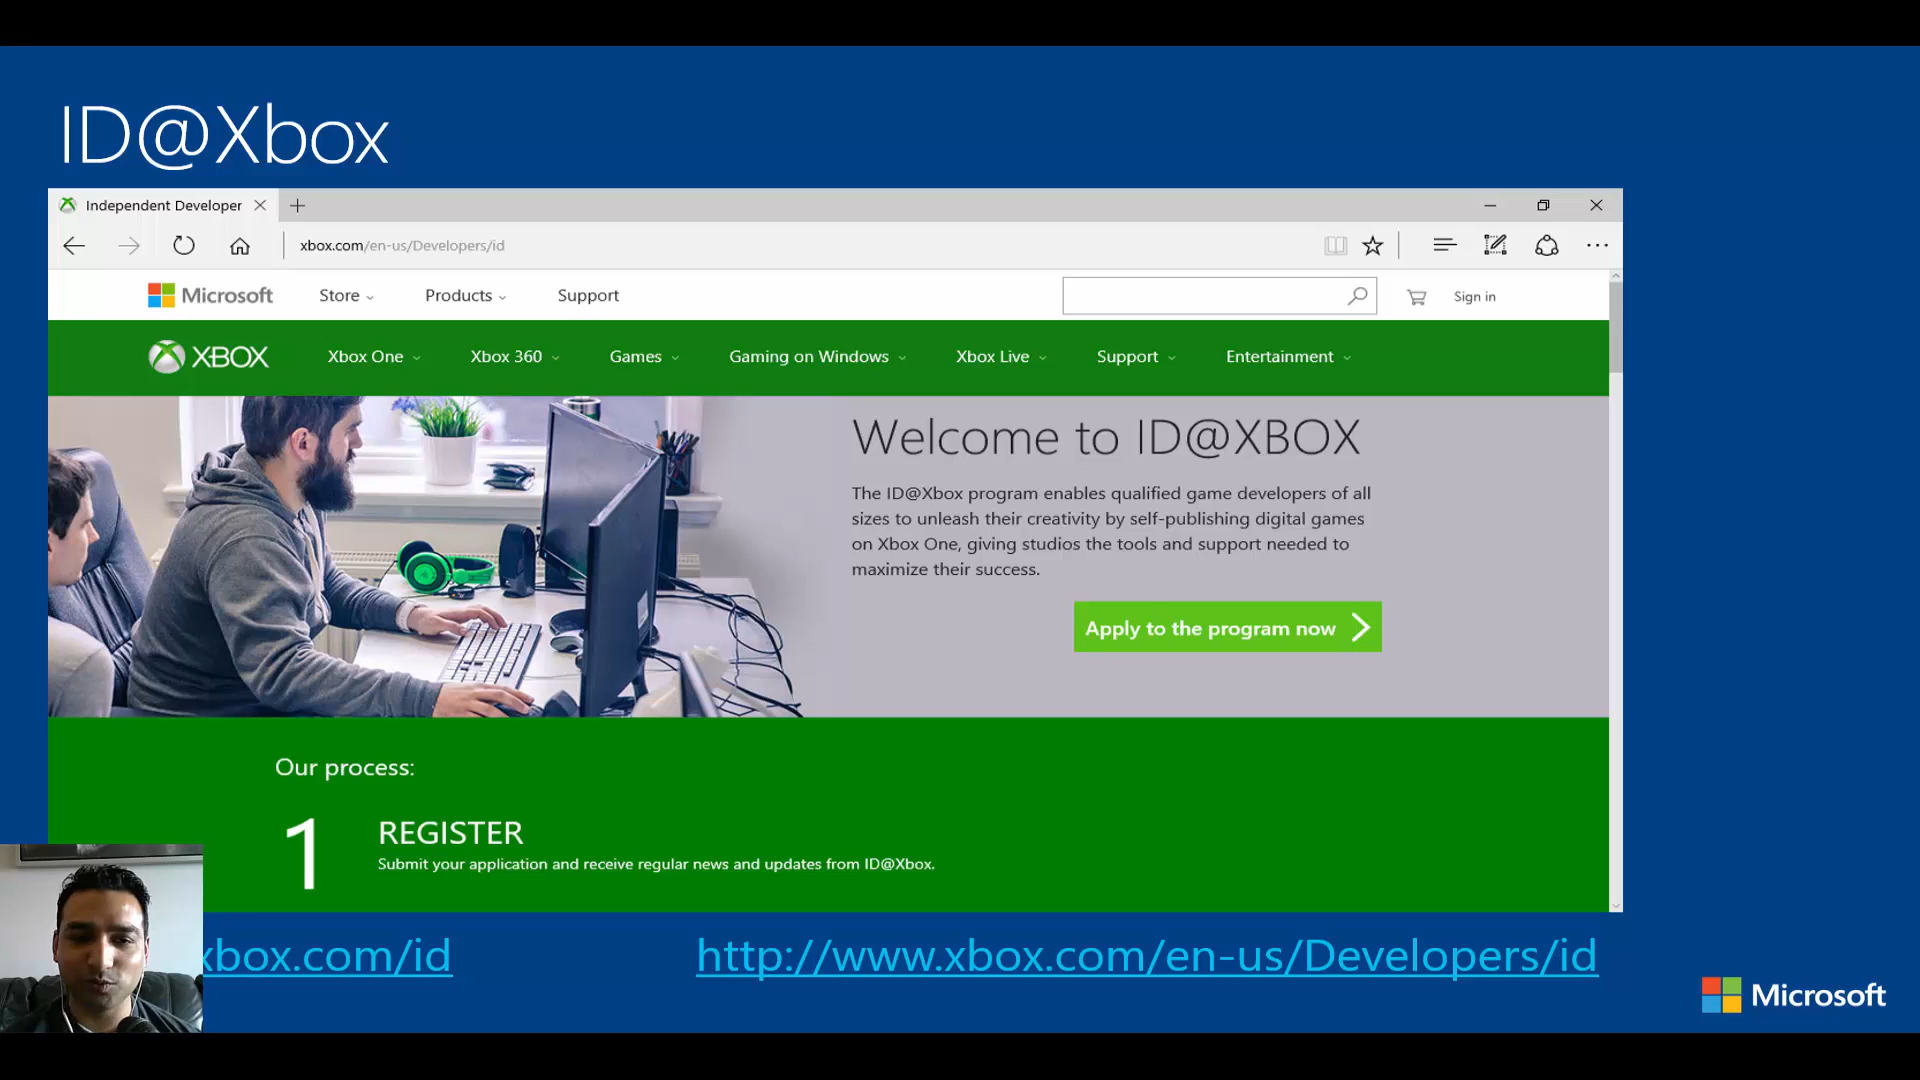 ID@Xbox
Independent Developer
xbox.com/en-us/Developers/id
Microsoft Store Products Support Sign in
XBOX Xbox One Xbox 360 Games Gaming on Windows Xbox Live Support Entertainment
Welcome to ID@XBOX
The ID@Xbox program enables qualified game developers of all
sizes to unleash their creativity by self-publishing digital games
on Xbox One, giving studios the tools and support needed to
maximize their success.
Apply to the program now
Our process:
1 REGISTER
Submit your application and receive regular news and updates from ID@Xbox.
xbox.com/id http://www.xbox.com/en-us/Developers/id
Microsoft